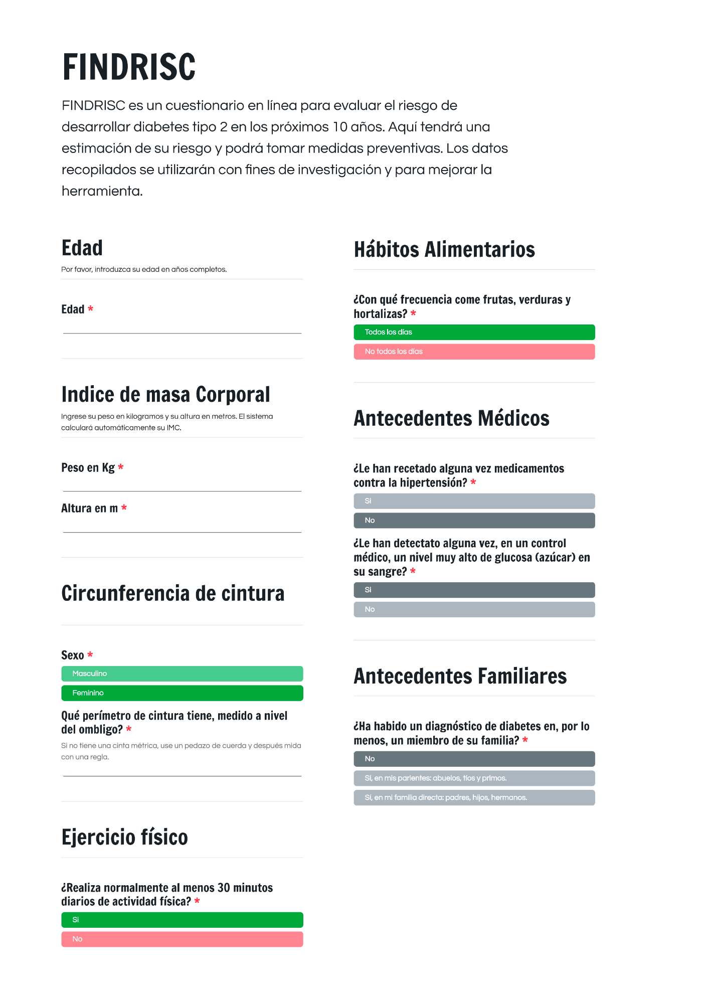 FINDRISC
FINDRISC es un cuestionario en línea para evaluar el riesgo de
desarrollar diabetes tipo 2 en los próximos 10 años. Aquí tendrá una
estimación de su riesgo y podrá tomar medidas preventivas. Los datos
recopilados se utilizarán con fines de investigación y para mejorar la
herramienta.
Edad
Por favor, introduzca su edad en años completos.
Edad *
Indice de masa Corporal
Ingrese su peso en kilogramos y su altura en metros. El sistema
calculará automáticamente su IMC.
Peso en Kg *
Altura en m *
Circunferencia de cintura
Sexo *
Masculino
Feminino
Qué perímetro de cintura tiene, medido a nivel
del ombligo? *
Si no tiene una cinta métrica, use un pedazo de cuerda y después mida
con una regla.
Ejercicio físico
¿Realiza normalmente al menos 30 minutos
diarios de actividad física? *
Si
No
Hábitos Alimentarios
¿Con qué frecuencia come frutas, verduras y
hortalizas? *
Todos los días
No todos los días
Antecedentes Médicos
¿Le han recetado alguna vez medicamentos
contra la hipertensión? *
Si
No
¿Le han detectato alguna vez, en un control
médico, un nivel muy alto de glucosa (azúcar) en
su sangre? *
Si
No
Antecedentes Familiares
¿Ha habido un diagnóstico de diabetes en, por lo
menos, un miembro de su familia? *
No
Sí, en mis parientes: abuelos, tíos y primos.
Sí, en mi familia directa: padres, hijos, hermanos.